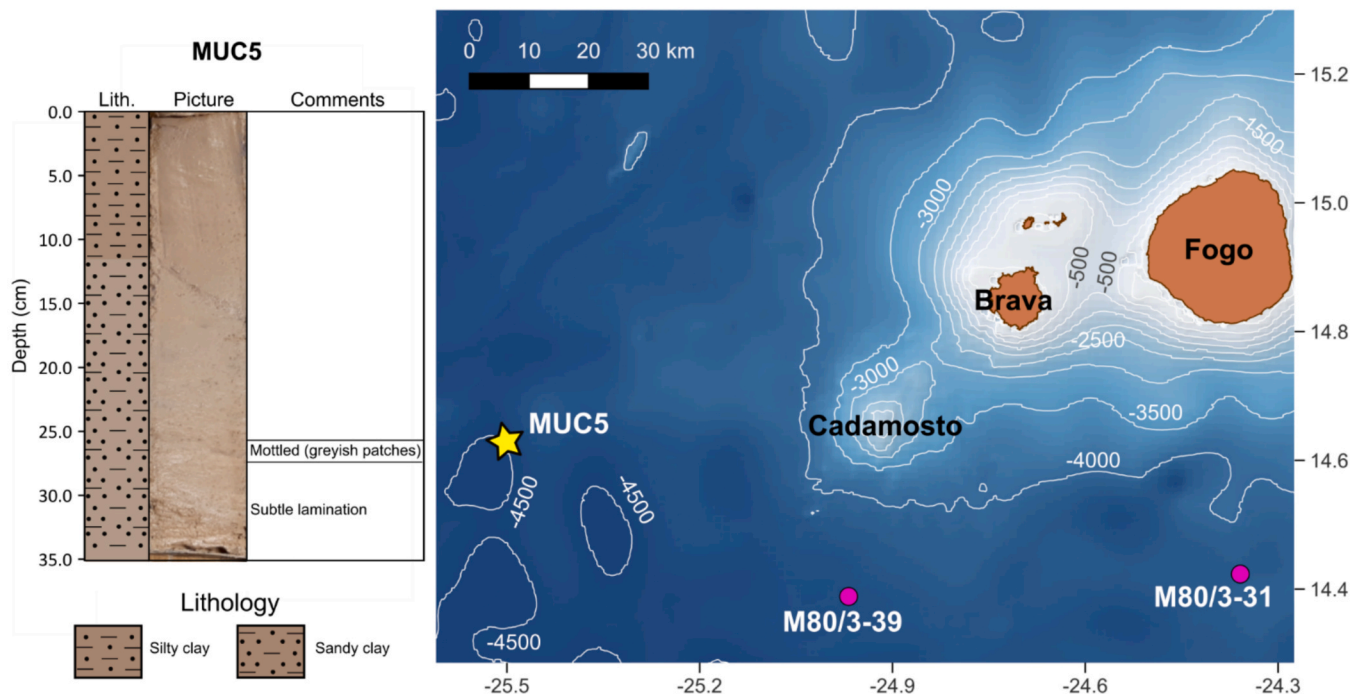 MUC5
Lith.
Picture
Comments
Depth (cm)
0.0
5.0
10.0
15.0
20.0
25.0
30.0
35.0
Mottled (greyish patches)
Subtle lamination
Lithology
Silty clay
Sandy clay
0 10 20 30 km
-1500
-3000
Fogo
-500
-500
Brava
-2500
-3000
Cadamosto
-3500
MUC5
-4000
-4500
-4500
M80/3-31
M80/3-39
-4500
15.2
15.0
14.8
14.6
14.4
-25.5
-25.2
-24.9
-24.6
-24.3